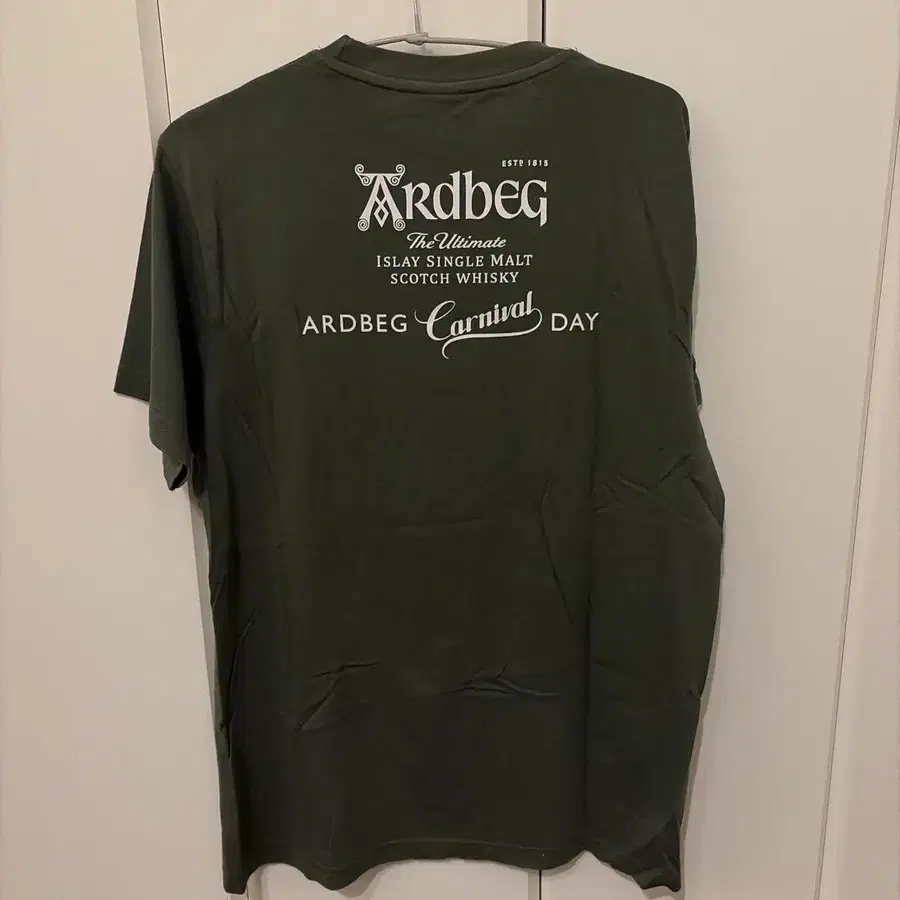 ESTD 1815
ARDBEG
The Ultimate
ISLAY SINGLE MALT
SCOTCH WHISKY
ARDBEG Carnival DAY